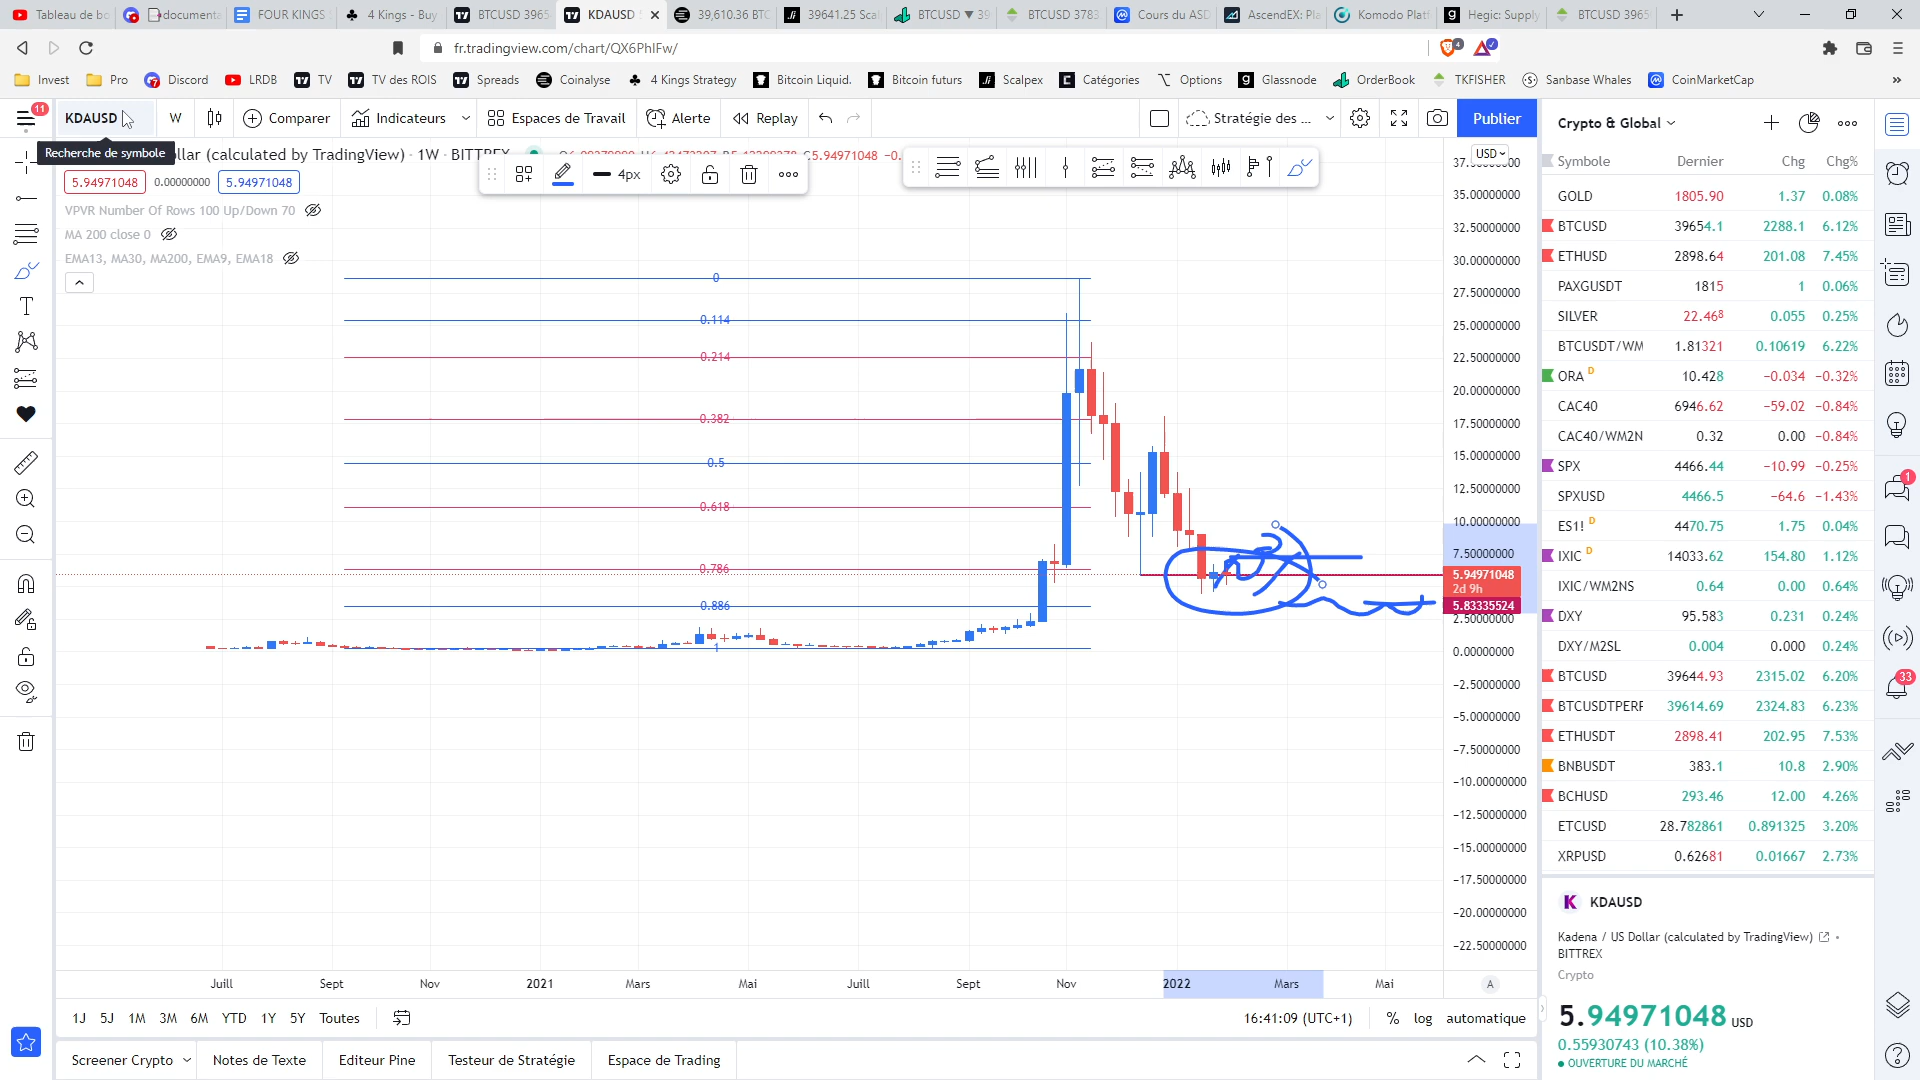 Tableau de bo
documenta
FOUR KINGS
4 Kings - Buy
BTCUSD 3965
KDAUSD
39,610.36 BTC
39641.25 Scal
BTCUSD ▼ 39
BTCUSD 3783
Cours du ASD
AscendEX: Pla
Komodo Platf
Hegic: Supply
BTCUSD 3965
fr.tradingview.com/chart/QX6PhIFw/
4
Invest
Pro
Discord
LRDB
TV
TV des ROIS
Spreads
Coinalyse
4 Kings Strategy
Bitcoin Liquid.
Bitcoin futurs
Scalpex
Catégories
Options
Glassnode
OrderBook
TKFISHER
Sanbase Whales
CoinMarketCap
»
11
KDAUSD
W
Comparer
Indicateurs
Espaces de Travail
Alerte
Replay
Stratégie des ...
Publier
Recherche de symbole
ollar (calculated by TradingView) · 1W · BITTREX
C5.94971048
5.94971048
0.00000000
5.94971048
4px
VPVR Number Of Rows 100 Up/Down 70
MA 200 close 0
EMA13, MA30, MA200, EMA9, EMA18
0
0.114
0.214
0.382
0.5
0.618
0.786
0.886
1
USD
35.00000000
32.50000000
30.00000000
27.50000000
25.00000000
22.50000000
20.00000000
17.50000000
15.00000000
12.50000000
10.00000000
7.50000000
5.94971048
2d 9h
5.83335524
2.50000000
0.00000000
-2.50000000
-5.00000000
-7.50000000
-10.00000000
-12.50000000
-15.00000000
-17.50000000
-20.00000000
-22.50000000
Juill
Sept
Nov
2021
Mars
Mai
Juill
Sept
Nov
2022
Mars
Mai
A
1J
5J
1M
3M
6M
YTD
1Y
5Y
Toutes
16:41:09 (UTC+1)
%
log
automatique
Screener Crypto
Notes de Texte
Editeur Pine
Testeur de Stratégie
Espace de Trading
Crypto & Global
Symbole Dernier Chg Chg%
GOLD 1805.90 1.37 0.08%
BTCUSD 39654.1 2288.1 6.12%
ETHUSD 2898.64 201.08 7.45%
PAXGUSDT 1815 1 0.06%
SILVER 22.468 0.055 0.25%
BTCUSDT/WM 1.81321 0.10619 6.22%
ORA D 10.428 −0.034 −0.32%
CAC40 6946.62 −59.02 −0.84%
CAC40/WM2N 0.32 0.00 −0.84%
SPX 4466.44 −10.99 −0.25%
SPXUSD 4466.5 −64.6 −1.43%
ES1! D 4470.75 1.75 0.04%
IXIC D 14033.62 154.80 1.12%
IXIC/WM2NS 0.64 0.00 0.64%
DXY 95.583 0.231 0.24%
DXY/M2SL 0.004 0.000 0.24%
BTCUSD 39644.93 2315.02 6.20%
BTCUSDTPERF 39614.69 2324.83 6.23%
ETHUSDT 2898.41 202.95 7.53%
BNBUSDT 383.1 10.8 2.90%
BCHUSD 293.46 12.00 4.26%
ETCUSD 28.782861 0.891325 3.20%
XRPUSD 0.62681 0.01667 2.73%
KDAUSD
Kadena / US Dollar (calculated by TradingView) •
BITTREX
Crypto
5.94971048 USD
0.55930743 (10.38%)
• OUVERTURE DU MARCHÉ
1
33